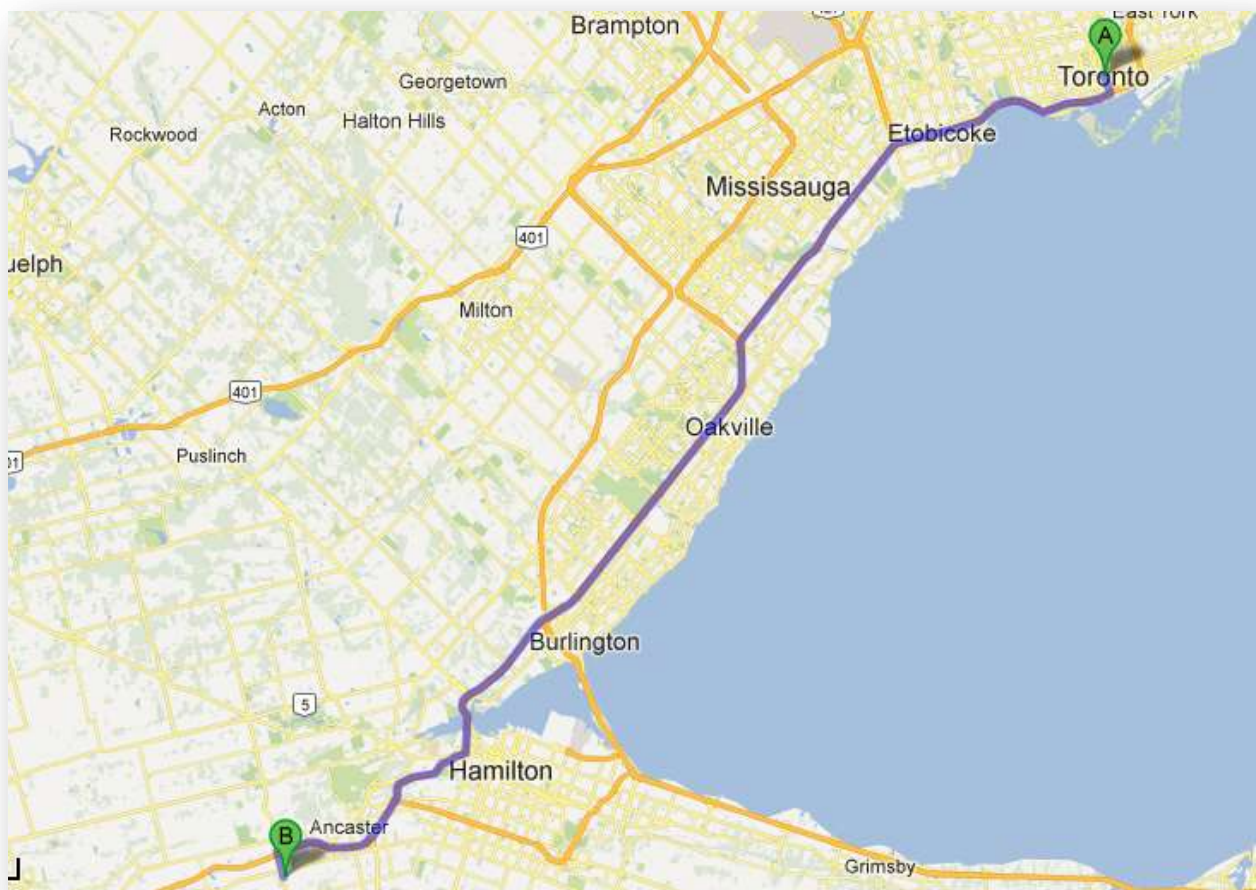 East York
Brampton
A
Toronto
Georgetown
Acton
Halton Hills
Rockwood
Etobicoke
Mississauga
401
uelph
Milton
401
Oakville
Puslinch
01
Burlington
5
Hamilton
Ancaster
B
Grimsby